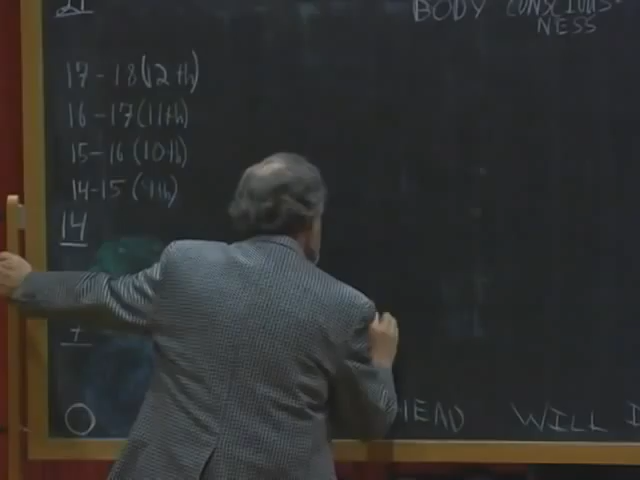 21
BODY CONSCIOUS-
NESS
17-18 (12th)
16-17 (11th)
15-16 (10th)
14-15 (9th)
14
7
0
HEAD WILL